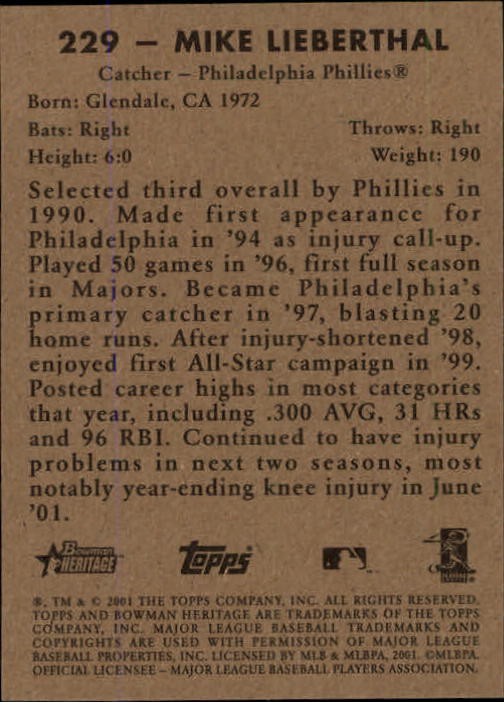 229 – MIKE LIEBERTHAL
Catcher – Philadelphia Phillies®
Born: Glendale, CA 1972
Bats: Right Throws: Right
Height: 6:0 Weight: 190
Selected third overall by Phillies in
1990. Made first appearance for
Philadelphia in '94 as injury call-up.
Played 50 games in '96, first full season
in Majors. Became Philadelphia's
primary catcher in '97, blasting 20
home runs. After injury-shortened '98,
enjoyed first All-Star campaign in '99.
Posted career highs in most categories
that year, including .300 AVG, 31 HRs
and 96 RBI. Continued to have injury
problems in next two seasons, most
notably year-ending knee injury in June
'01.
Bowman HERITAGE topps
®, TM & © 2001 THE TOPPS COMPANY, INC. ALL RIGHTS RESERVED.
TOPPS AND BOWMAN HERITAGE ARE TRADEMARKS OF THE TOPPS
COMPANY, INC. MAJOR LEAGUE BASEBALL TRADEMARKS AND
COPYRIGHTS ARE USED WITH PERMISSION OF MAJOR LEAGUE
BASEBALL PROPERTIES, INC. LICENSED BY MLB & MLBPA, 2001. ©MLBPA.
OFFICIAL LICENSEE – MAJOR LEAGUE BASEBALL PLAYERS ASSOCIATION.